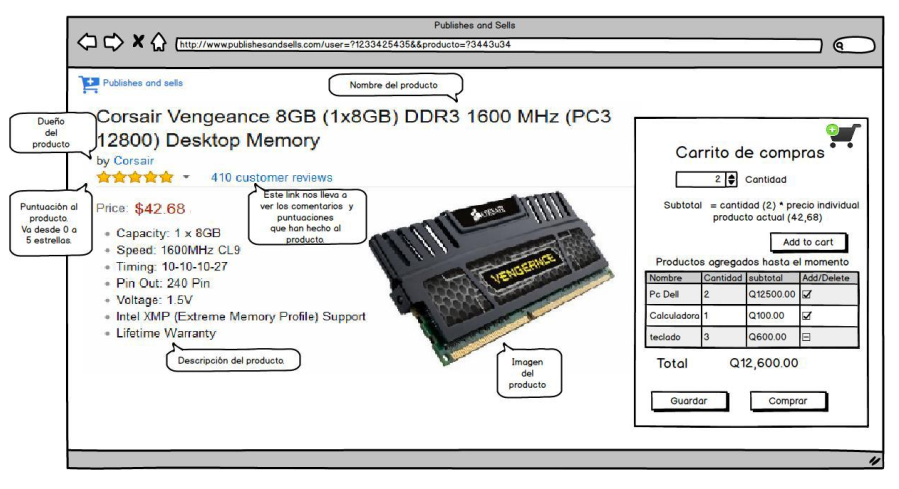 Publishes and Sells
http://www.publishesandsells.com/user=?1233425435&&producto=?3443u34
Publishes and sells
Nombre del producto
Corsair Vengeance 8GB (1x8GB) DDR3 1600 MHz (PC3
12800) Desktop Memory
Dueño
del
producto
by Corsair
410 customer reviews
Puntuación al
producto.
Va desde 0 a
5 estrellas.
Este link nos lleva a
ver los comentarios y
puntuaciones
que han hecho al
producto.
Price: $42.68
Capacity: 1 x 8GB
Speed: 1600MHz CL9
Timing: 10-10-10-27
Pin Out: 240 Pin
Voltage: 1.5V
Intel XMP (Extreme Memory Profile) Support
Lifetime Warranty
Descripción del producto.
CORSAIR
VENGEANCE
Imagen
del
producto
Carrito de compras
2 Cantidad
Subtotal = cantidad (2) * precio individual
producto actual (42,68)
Add to cart
Productos agregados hasta el momento
Nombre Cantidad subtotal Add/Delete
Pc Dell 2 Q12500.00
Calculadora 1 Q100.00
teclado 3 Q600.00
Total Q12,600.00
Guardar Comprar